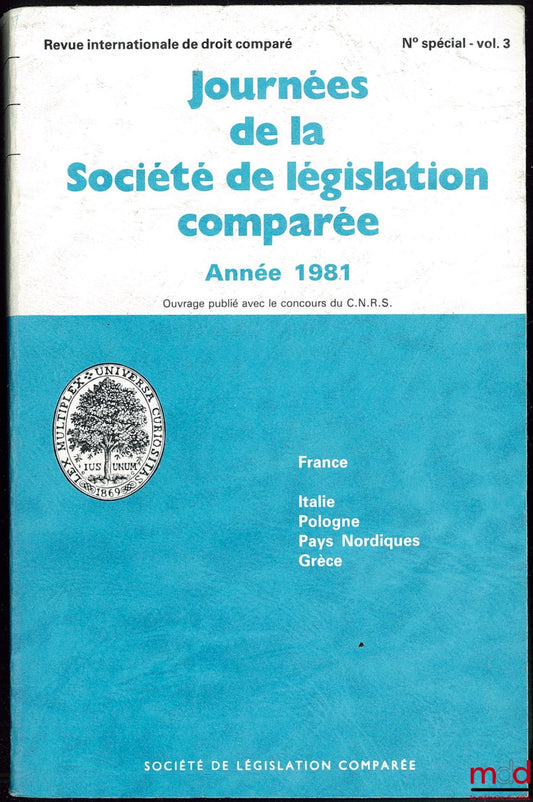 Revue internationale de droit comparé
N° spécial - vol. 3
Journées
de la
Société de législation
comparée
Année 1981
Ouvrage publié avec le concours du C.N.R.S.
LEX MULTIPLEX UNIVERSA CURIOSITAS
IUS UNUM
1869
France
Italie
Pologne
Pays Nordiques
Grèce
SOCIÉTÉ DE LÉGISLATION COMPARÉE
mdd